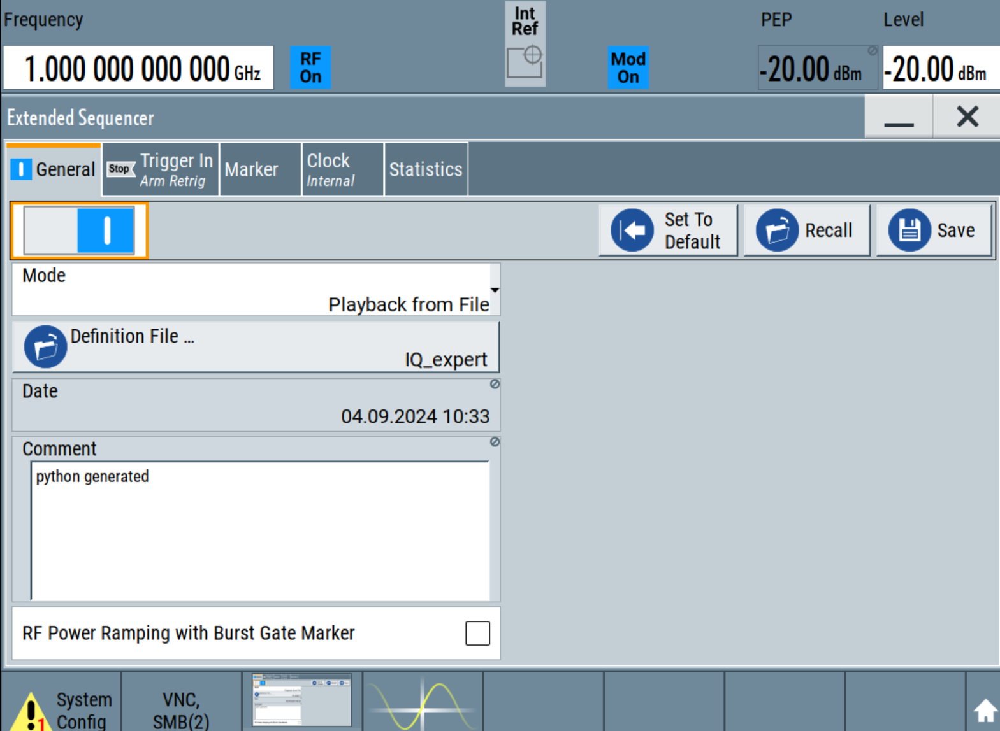 Frequency
Int
Ref
PEP
Level
1.000 000 000 000 GHz
RF
On
Mod
On
-20.00 dBm
-20.00 dBm
Extended Sequencer
General
Stop
Trigger In
Arm Retrig
Marker
Clock
Internal
Statistics
Set To
Default
Recall
Save
Mode
Playback from File
Definition File ...
IQ_expert
Date
04.09.2024 10:33
Comment
python generated
RF Power Ramping with Burst Gate Marker
1
System
Config
VNC,
SMB(2)